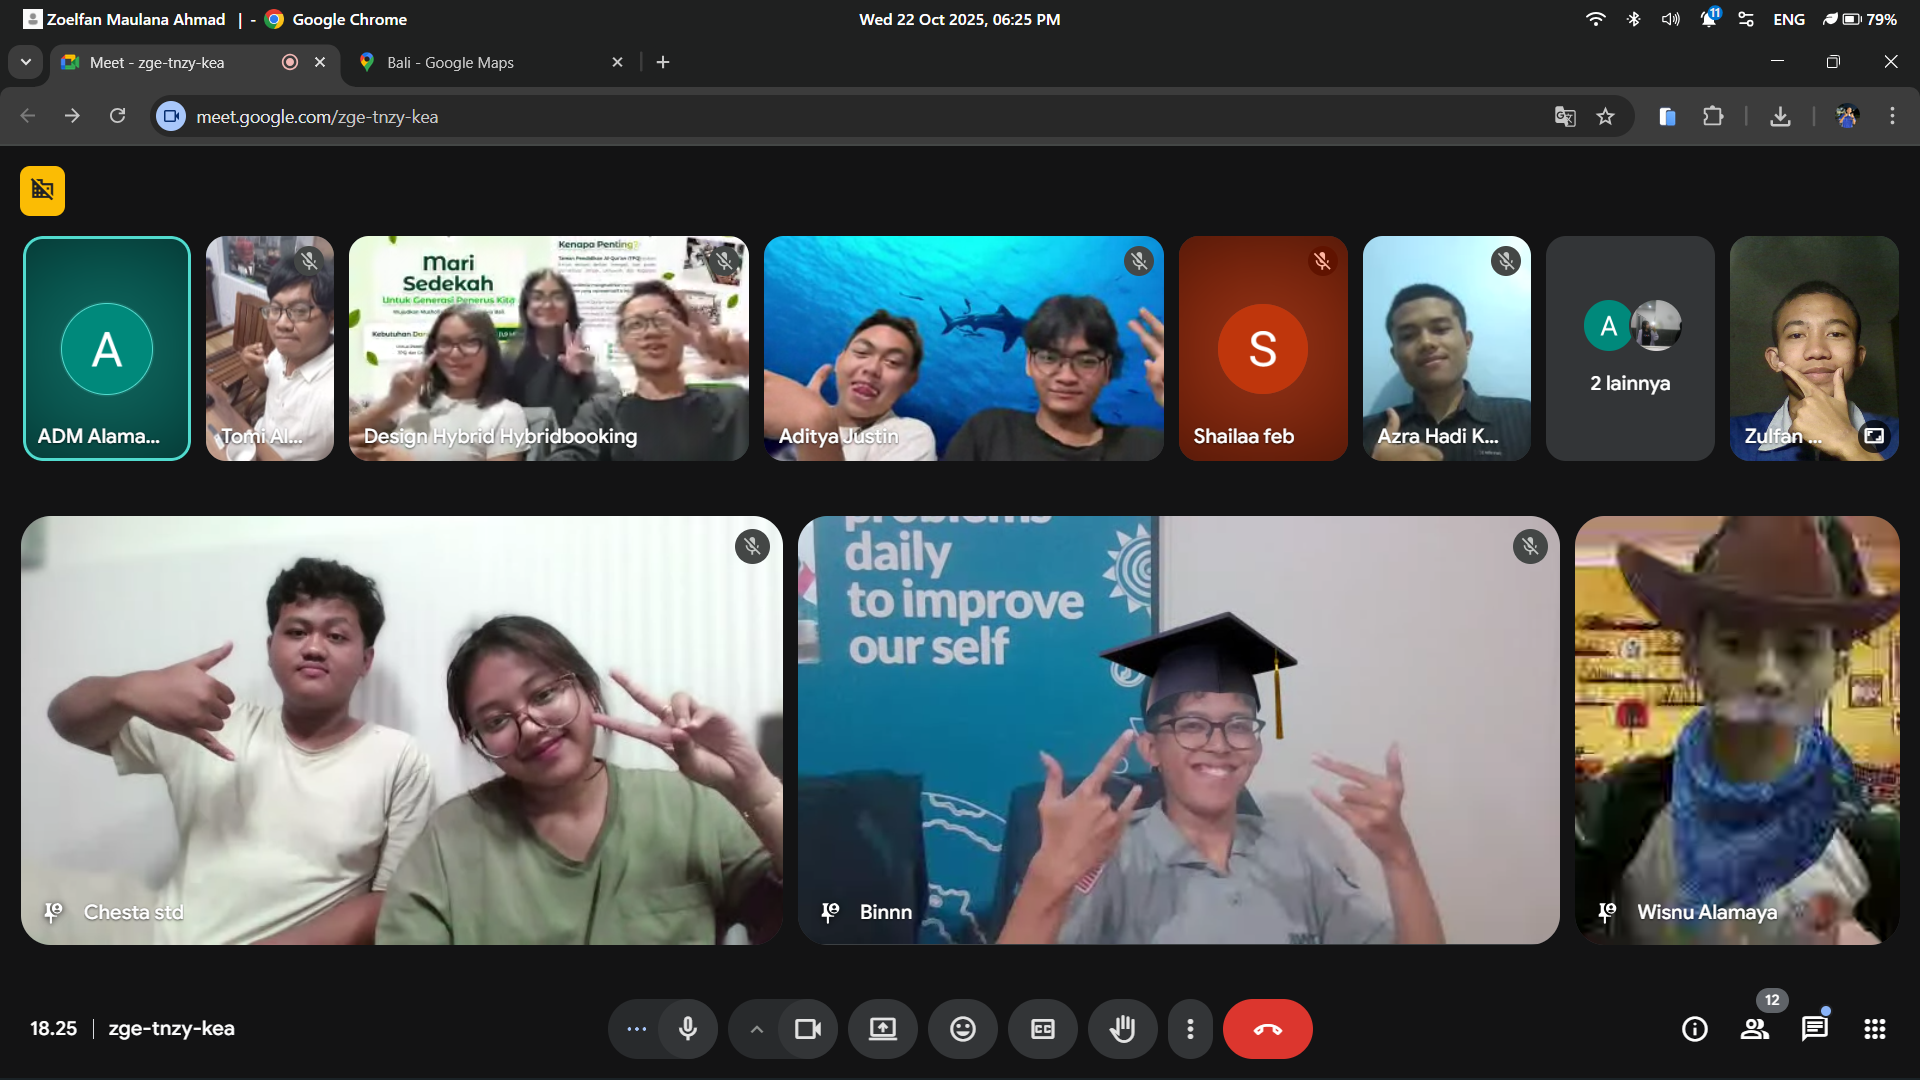 Zoelfan Maulana Ahmad | - Google Chrome
Wed 22 Oct 2025, 06:25 PM
11
ENG
79%
Meet - zge-tnzy-kea
Bali - Google Maps
meet.google.com/zge-tnzy-kea
A
ADM Alama...
Tomi Al...
Mari
Sedekah
Untuk Generasi Penerus Kita
Kenapa Penting?
Design Hybrid Hybridbooking
Aditya Justin
S
Shailaa feb
Azra Hadi K...
A
2 lainnya
Zulfan ...
Chesta std
problems
daily
to improve
our self
Binnn
Wisnu Alamaya
18.25 | zge-tnzy-kea
CC
12